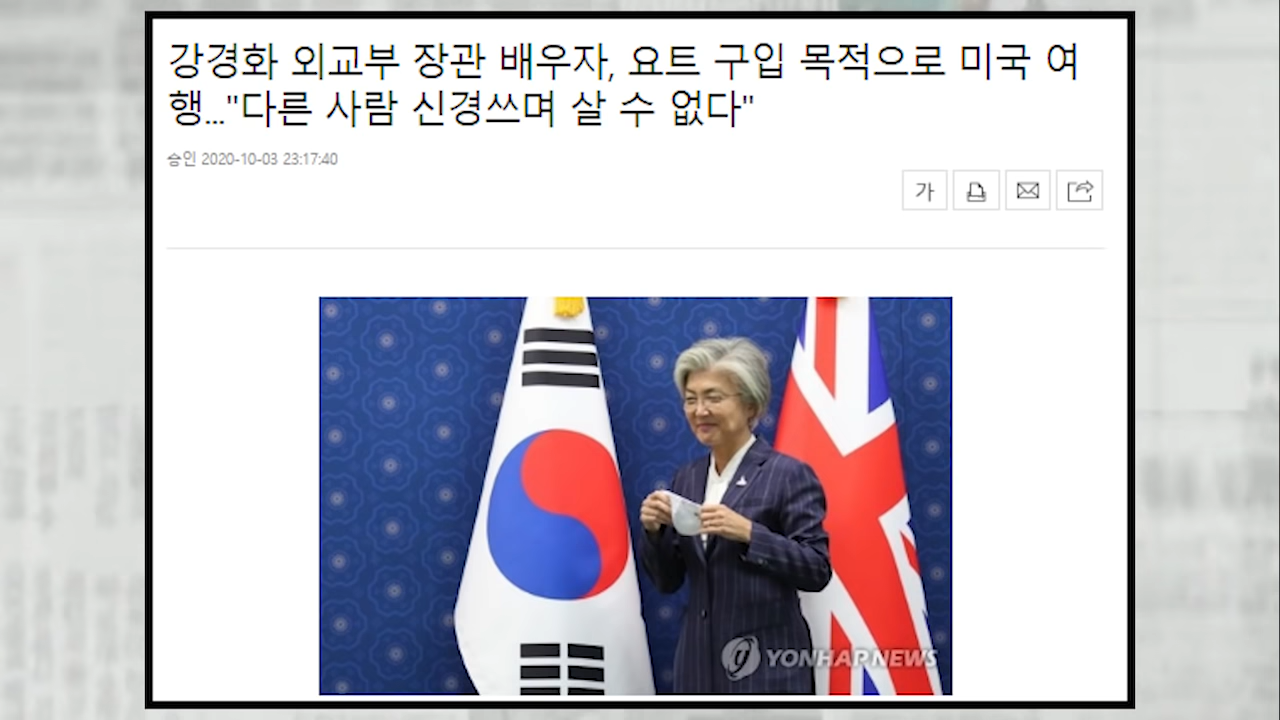 강경화 외교부 장관 배우자, 요트 구입 목적으로 미국 여
행..."다른 사람 신경쓰며 살 수 없다"
승인 2020-10-03 23:17:40
가
YONHAPNEWS